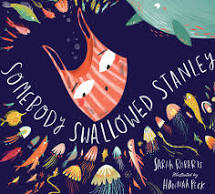 SOMEBODY SWALLOWED STANLEY
SARAH ROBERTS
Illustrated by
HANNAH PECK